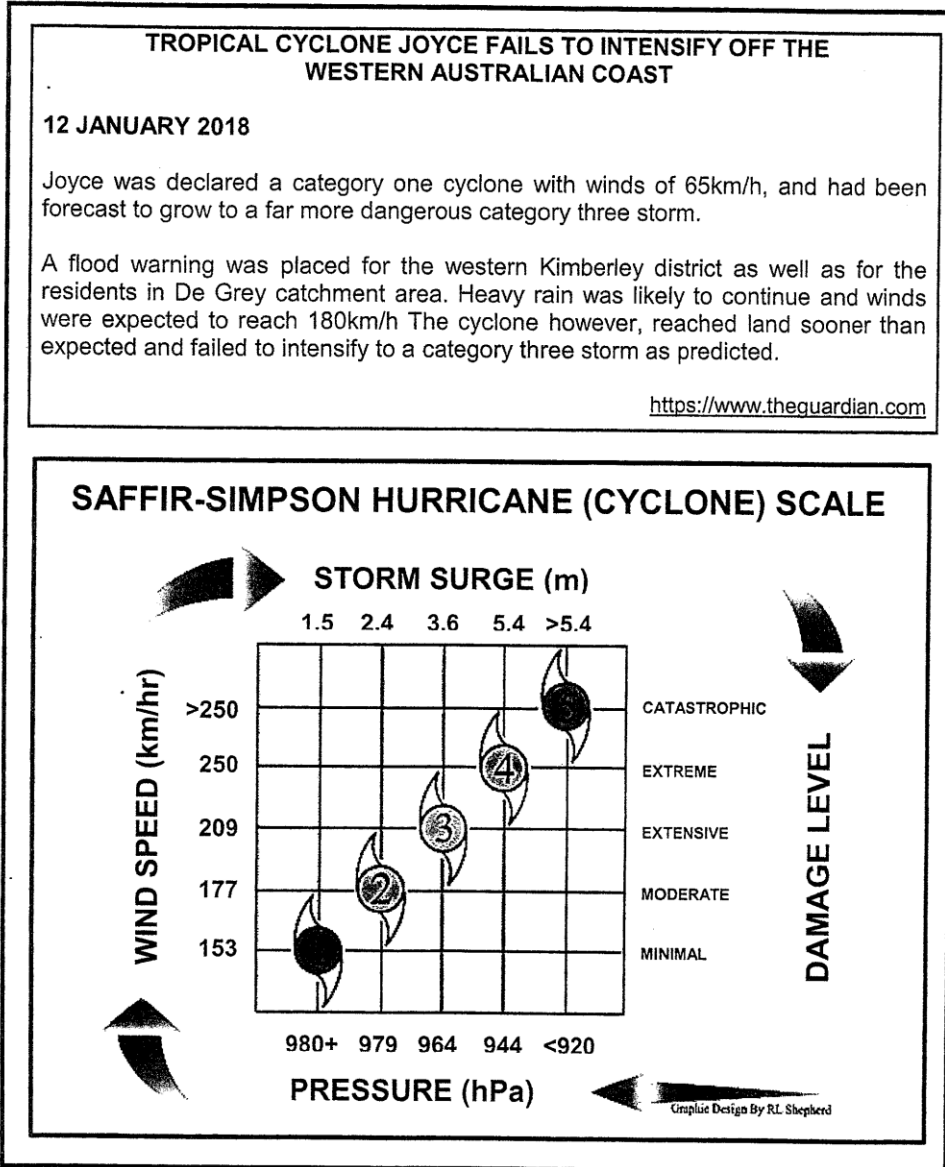 TROPICAL CYCLONE JOYCE FAILS TO INTENSIFY OFF THE
WESTERN AUSTRALIAN COAST
12 JANUARY 2018
Joyce was declared a category one cyclone with winds of 65km/h, and had been
forecast to grow to a far more dangerous category three storm.
A flood warning was placed for the western Kimberley district as well as for the
residents in De Grey catchment area. Heavy rain was likely to continue and winds
were expected to reach 180km/h The cyclone however, reached land sooner than
expected and failed to intensify to a category three storm as predicted.
https://www.theguardian.com
SAFFIR-SIMPSON HURRICANE (CYCLONE) SCALE
STORM SURGE (m)
1.5 2.4 3.6 5.4 >5.4
WIND SPEED (km/hr)
>250 5 CATASTROPHIC
250 4 EXTREME
209 3 EXTENSIVE
177 2 MODERATE
153 MINIMAL
DAMAGE LEVEL
980+ 979 964 944 <920
PRESSURE (hPa)
Graphic Design By RL Shepherd